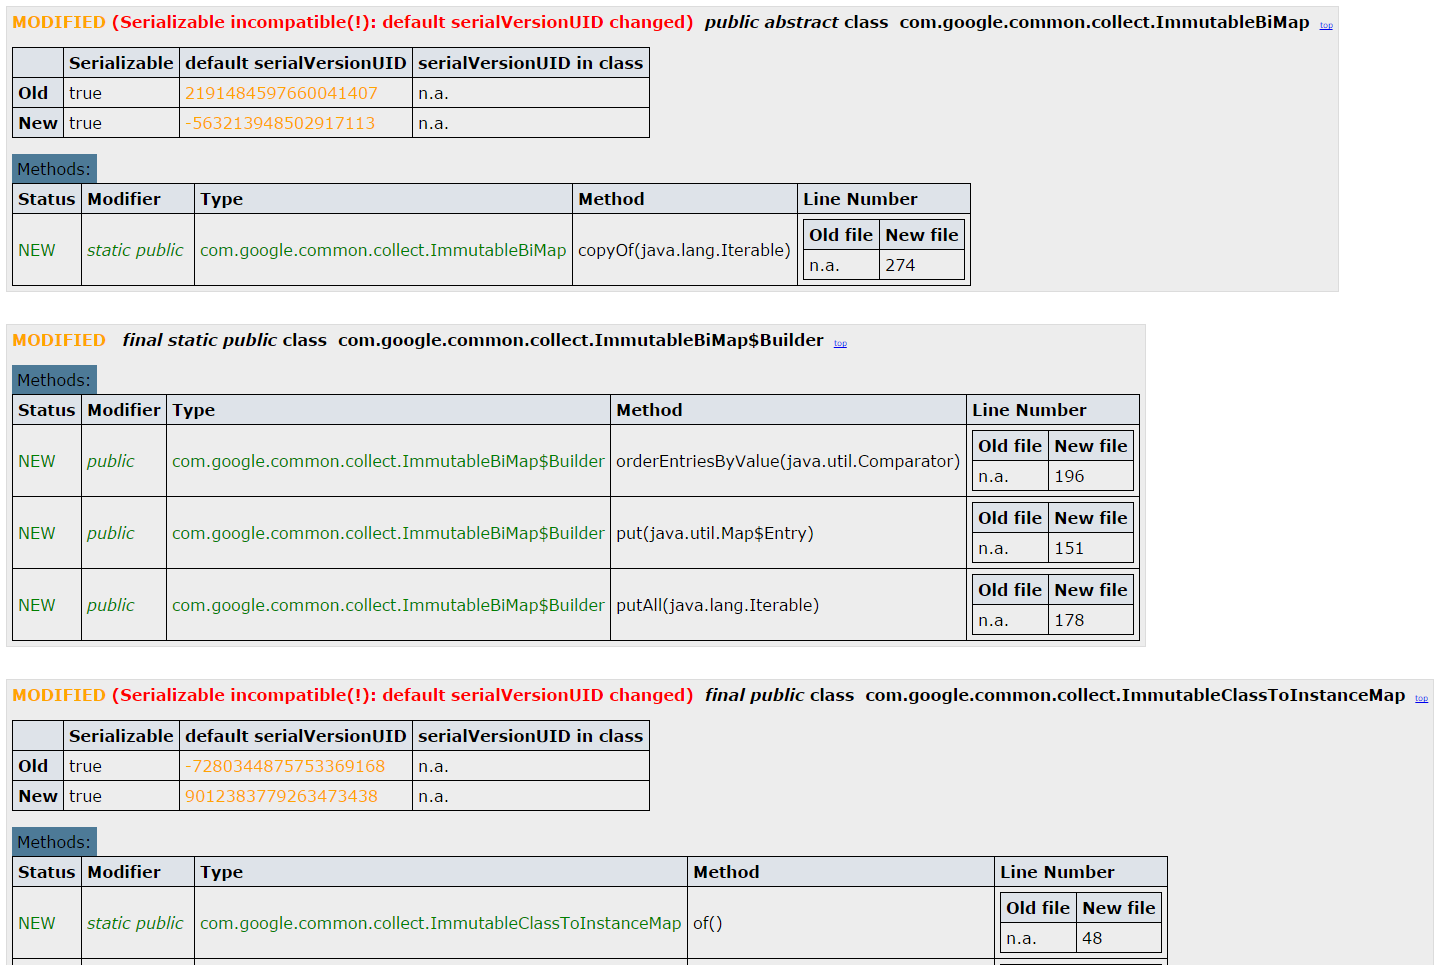 MODIFIED (Serializable incompatible(!): default serialVersionUID changed) public abstract class com.google.common.collect.ImmutableBiMap top
Serializable default serialVersionUID serialVersionUID in class
Old true 2191484597660041407 n.a.
New true -563213948502917113 n.a.
Methods:
Status Modifier Type Method Line Number
NEW static public com.google.common.collect.ImmutableBiMap copyOf(java.lang.Iterable)
Old file New file
n.a. 274
MODIFIED final static public class com.google.common.collect.ImmutableBiMap$Builder top
Methods:
Status Modifier Type Method Line Number
NEW public com.google.common.collect.ImmutableBiMap$Builder orderEntriesByValue(java.util.Comparator)
Old file New file
n.a. 196
NEW public com.google.common.collect.ImmutableBiMap$Builder put(java.util.Map$Entry)
Old file New file
n.a. 151
NEW public com.google.common.collect.ImmutableBiMap$Builder putAll(java.lang.Iterable)
Old file New file
n.a. 178
MODIFIED (Serializable incompatible(!): default serialVersionUID changed) final public class com.google.common.collect.ImmutableClassToInstanceMap top
Serializable default serialVersionUID serialVersionUID in class
Old true -7280344875753369168 n.a.
New true 9012383779263473438 n.a.
Methods:
Status Modifier Type Method Line Number
NEW static public com.google.common.collect.ImmutableClassToInstanceMap of()
Old file New file
n.a. 48